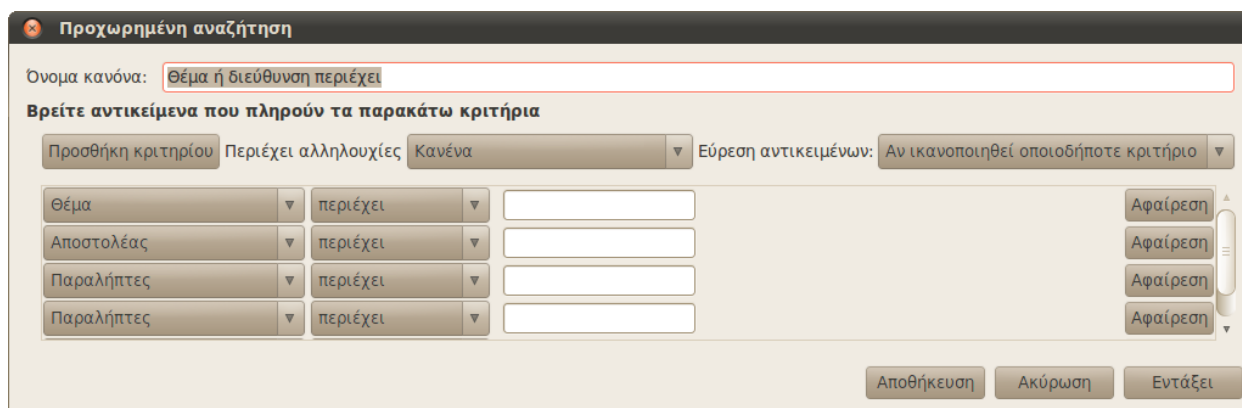 Προχωρημένη αναζήτηση
Όνομα κανόνα: Θέμα ή διεύθυνση περιέχει
Βρείτε αντικείμενα που πληρούν τα παρακάτω κριτήρια
Προσθήκη κριτηρίου Περιέχει αλληλουχίες Κανένα Εύρεση αντικειμένων: Αν ικανοποιηθεί οποιοδήποτε κριτήριο
Θέμα περιέχει Αφαίρεση
Αποστολέας περιέχει Αφαίρεση
Παραλήπτες περιέχει Αφαίρεση
Παραλήπτες περιέχει Αφαίρεση
Αποθήκευση Ακύρωση Εντάξει